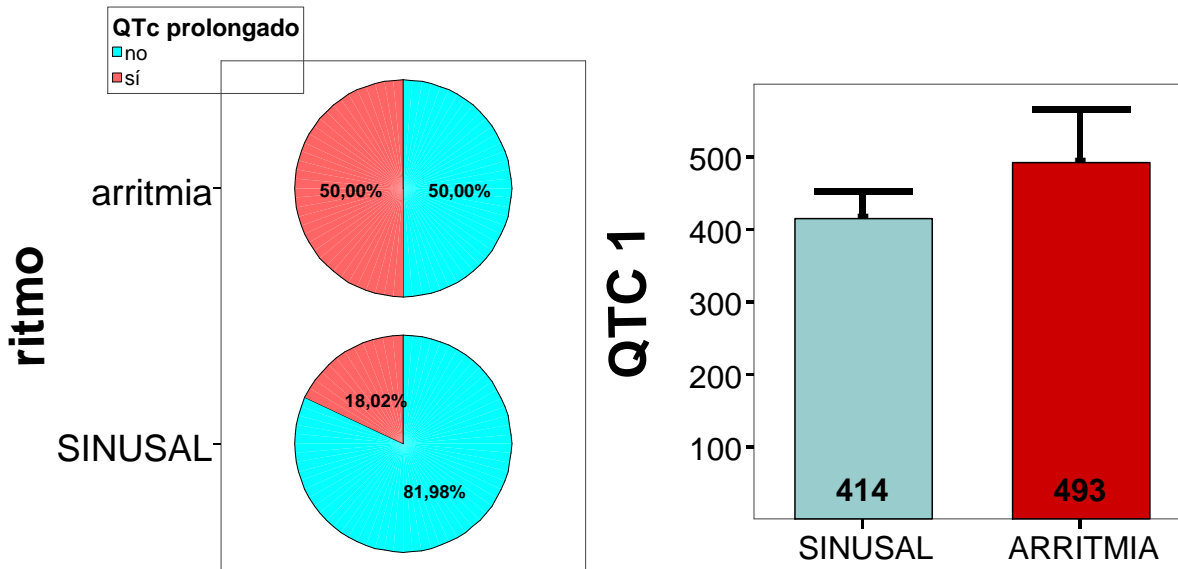 QTc prolongado
no
sí
ritmo
arritmia
50,00%
50,00%
SINUSAL
18,02%
81,98%
QTC 1
500
400
300
200
100
414
493
SINUSAL
ARRITMIA